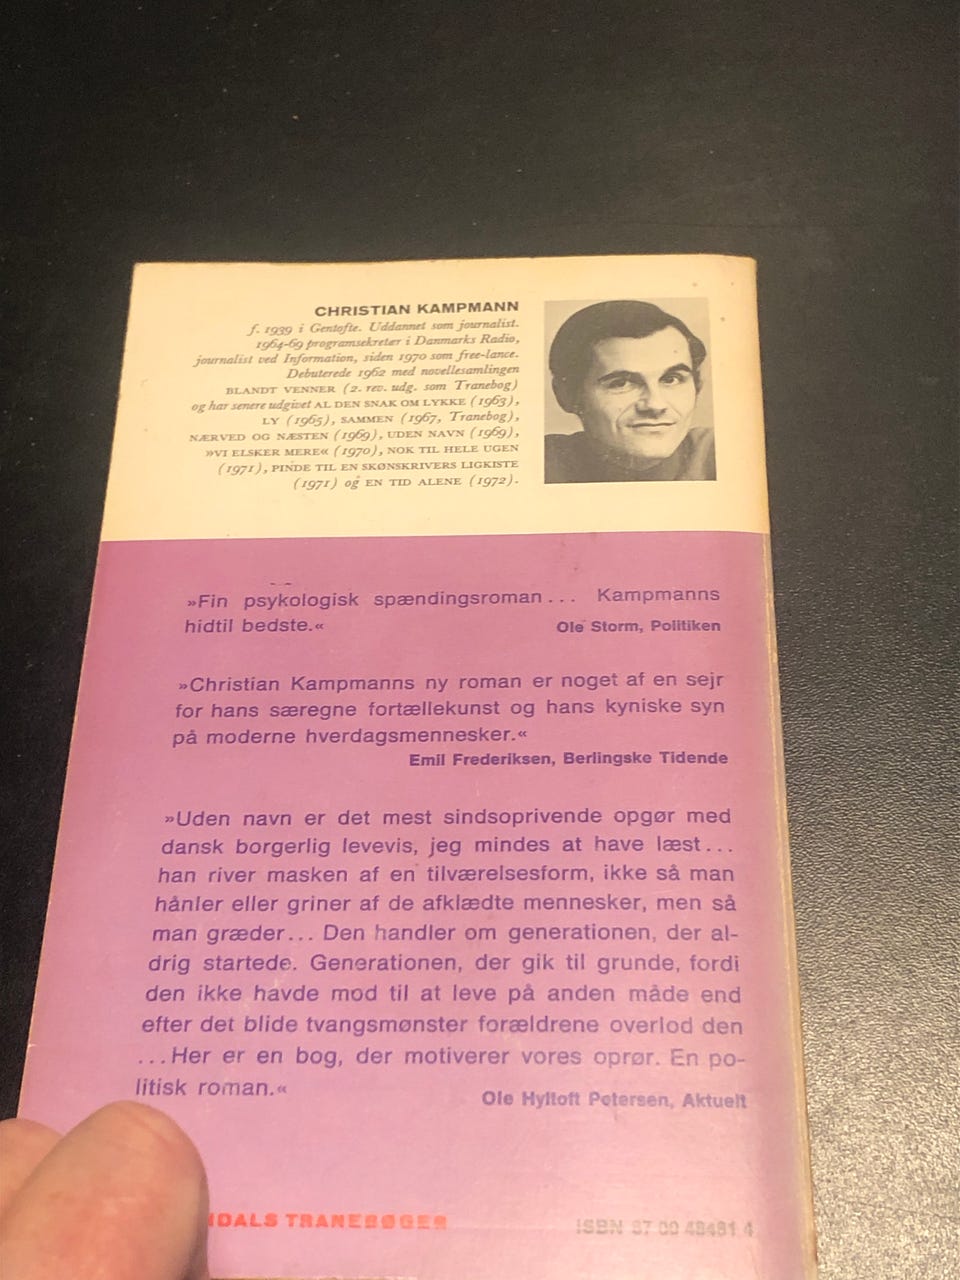 CHRISTIAN KAMPMANN
f. 1939 i Gentofte. Uddannet som journalist.
1964-69 programsekretær i Danmarks Radio,
journalist ved Information, siden 1970 som free-lance.
Debuterede 1962 med novellesamlingen
BLANDT VENNER (2. rev. udg. som Tranebog)
og har senere udgivet AL DEN SNAK OM LYKKE (1963),
LY (1965), SAMMEN (1967, Tranebog),
NÆRVED OG NÆSTEN (1969), UDEN NAVN (1969),
»VI ELSKER MERE« (1970), NOK TIL HELE UGEN
(1971), PINDE TIL EN SKØNSKRIVERS LIGKISTE
(1971) og EN TID ALENE (1972).
»Fin psykologisk spændingsroman... Kampmanns
hidtil bedste.« Ole Storm, Politiken
»Christian Kampmanns ny roman er noget af en sejr
for hans særegne fortællekunst og hans kyniske syn
på moderne hverdagsmennesker.«
Emil Frederiksen, Berlingske Tidende
»Uden navn er det mest sindsoprivende opgør med
dansk borgerlig levevis, jeg mindes at have læst...
han river masken af en tilværelsesform, ikke så man
hånler eller griner af de afklædte mennesker, men så
man græder... Den handler om generationen, der al-
drig startede. Generationen, der gik til grunde, fordi
den ikke havde mod til at leve på anden måde end
efter det blide tvangsmønster forældrene overlod den
...Her er en bog, der motiverer vores oprør. En po-
litisk roman.« Ole Hyltoft Petersen, Aktuelt
DALS TRANEBØGER ISBN 87 00 48481 4